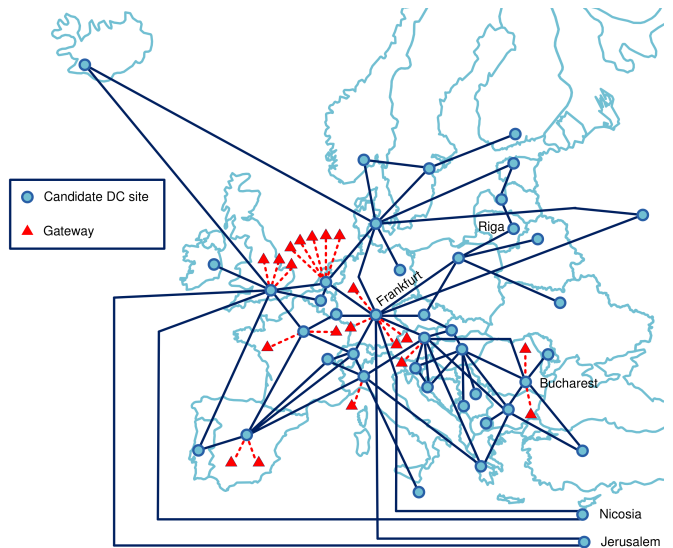 Candidate DC site
Gateway
Riga
Frankfurt
Bucharest
Nicosia
Jerusalem